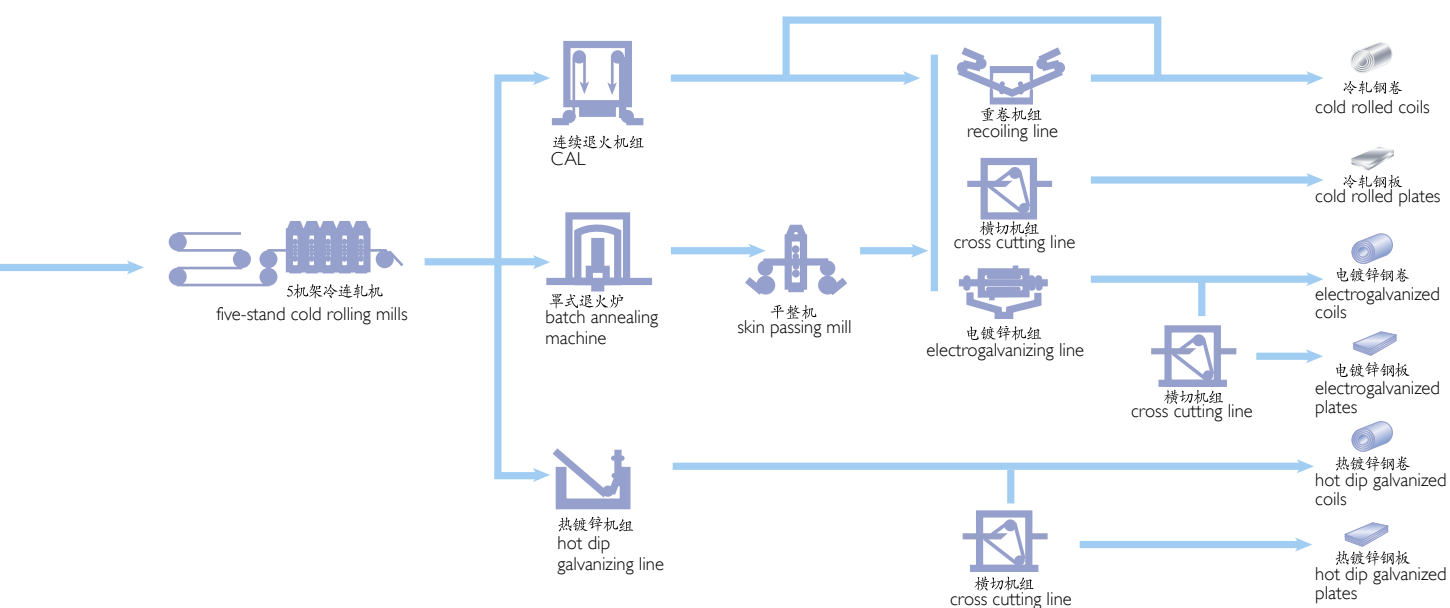 5机架冷连轧机
five-stand cold rolling mills
连续退火机组
CAL
罩式退火炉
batch annealing
machine
热镀锌机组
hot dip
galvanizing line
平整机
skin passing mill
重卷机组
recoiling line
横切机组
cross cutting line
电镀锌机组
electrogalvanizing line
横切机组
cross cutting line
横切机组
cross cutting line
冷轧钢卷
cold rolled coils
冷轧钢板
cold rolled plates
电镀锌钢卷
electrogalvanized
coils
电镀锌钢板
electrogalvanized
plates
热镀锌钢卷
hot dip galvanized
coils
热镀锌钢板
hot dip galvanized
plates